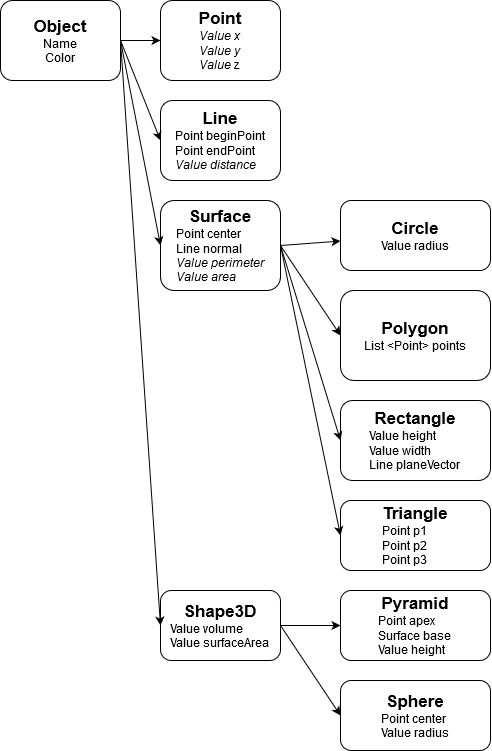 Object
Name
Color
Point
Value x
Value y
Value z
Line
Point beginPoint
Point endPoint
Value distance
Surface
Point center
Line normal
Value perimeter
Value area
Circle
Value radius
Polygon
List <Point> points
Rectangle
Value height
Value width
Line planeVector
Triangle
Point p1
Point p2
Point p3
Shape3D
Value volume
Value surfaceArea
Pyramid
Point apex
Surface base
Value height
Sphere
Point center
Value radius